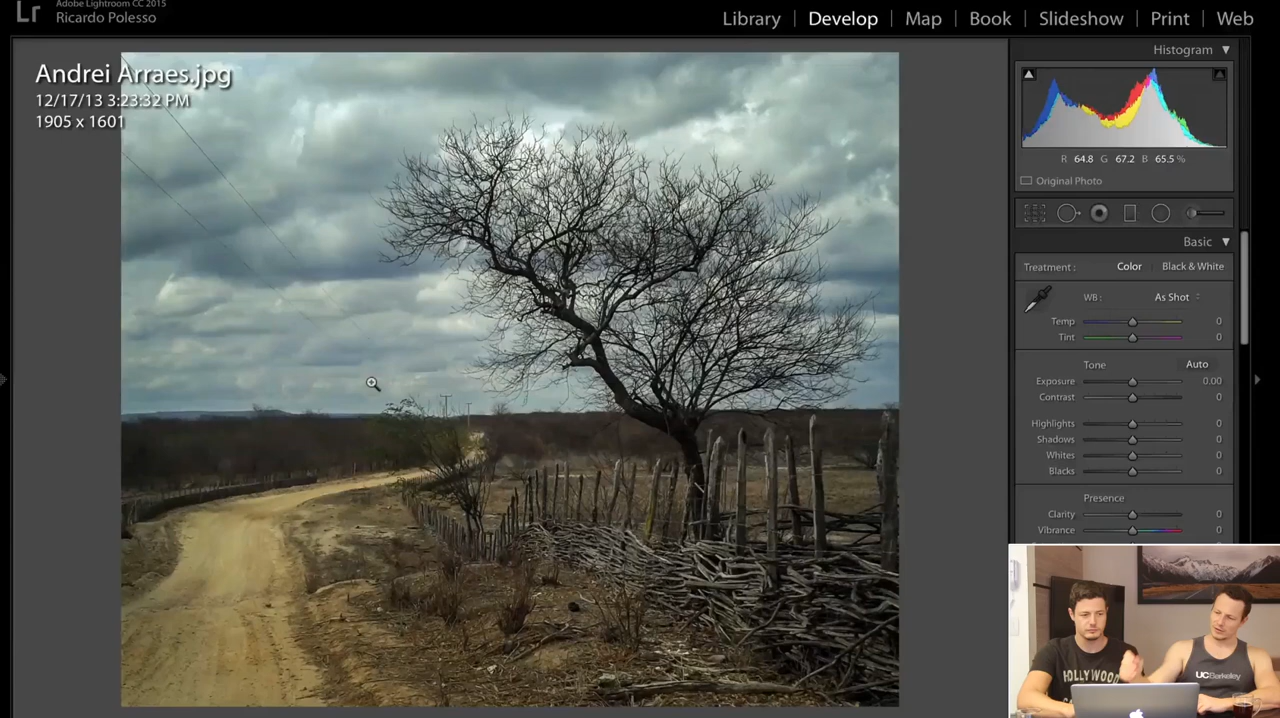 Lr
Adobe Lightroom CC 2015
Ricardo Polesso
Library | Develop | Map | Book | Slideshow | Print | Web
Andrei Arraes.jpg
12/17/13 3:23:32 PM
1905 x 1601
Histogram
R 64.8 G 67.2 B 65.5 %
Original Photo
Basic
Treatment : Color Black & White
WB : As Shot
Temp 0
Tint 0
Tone Auto
Exposure 0.00
Contrast 0
Highlights 0
Shadows 0
Whites 0
Blacks 0
Presence
Clarity 0
Vibrance 0
HOLLYWOOD
UC Berkeley